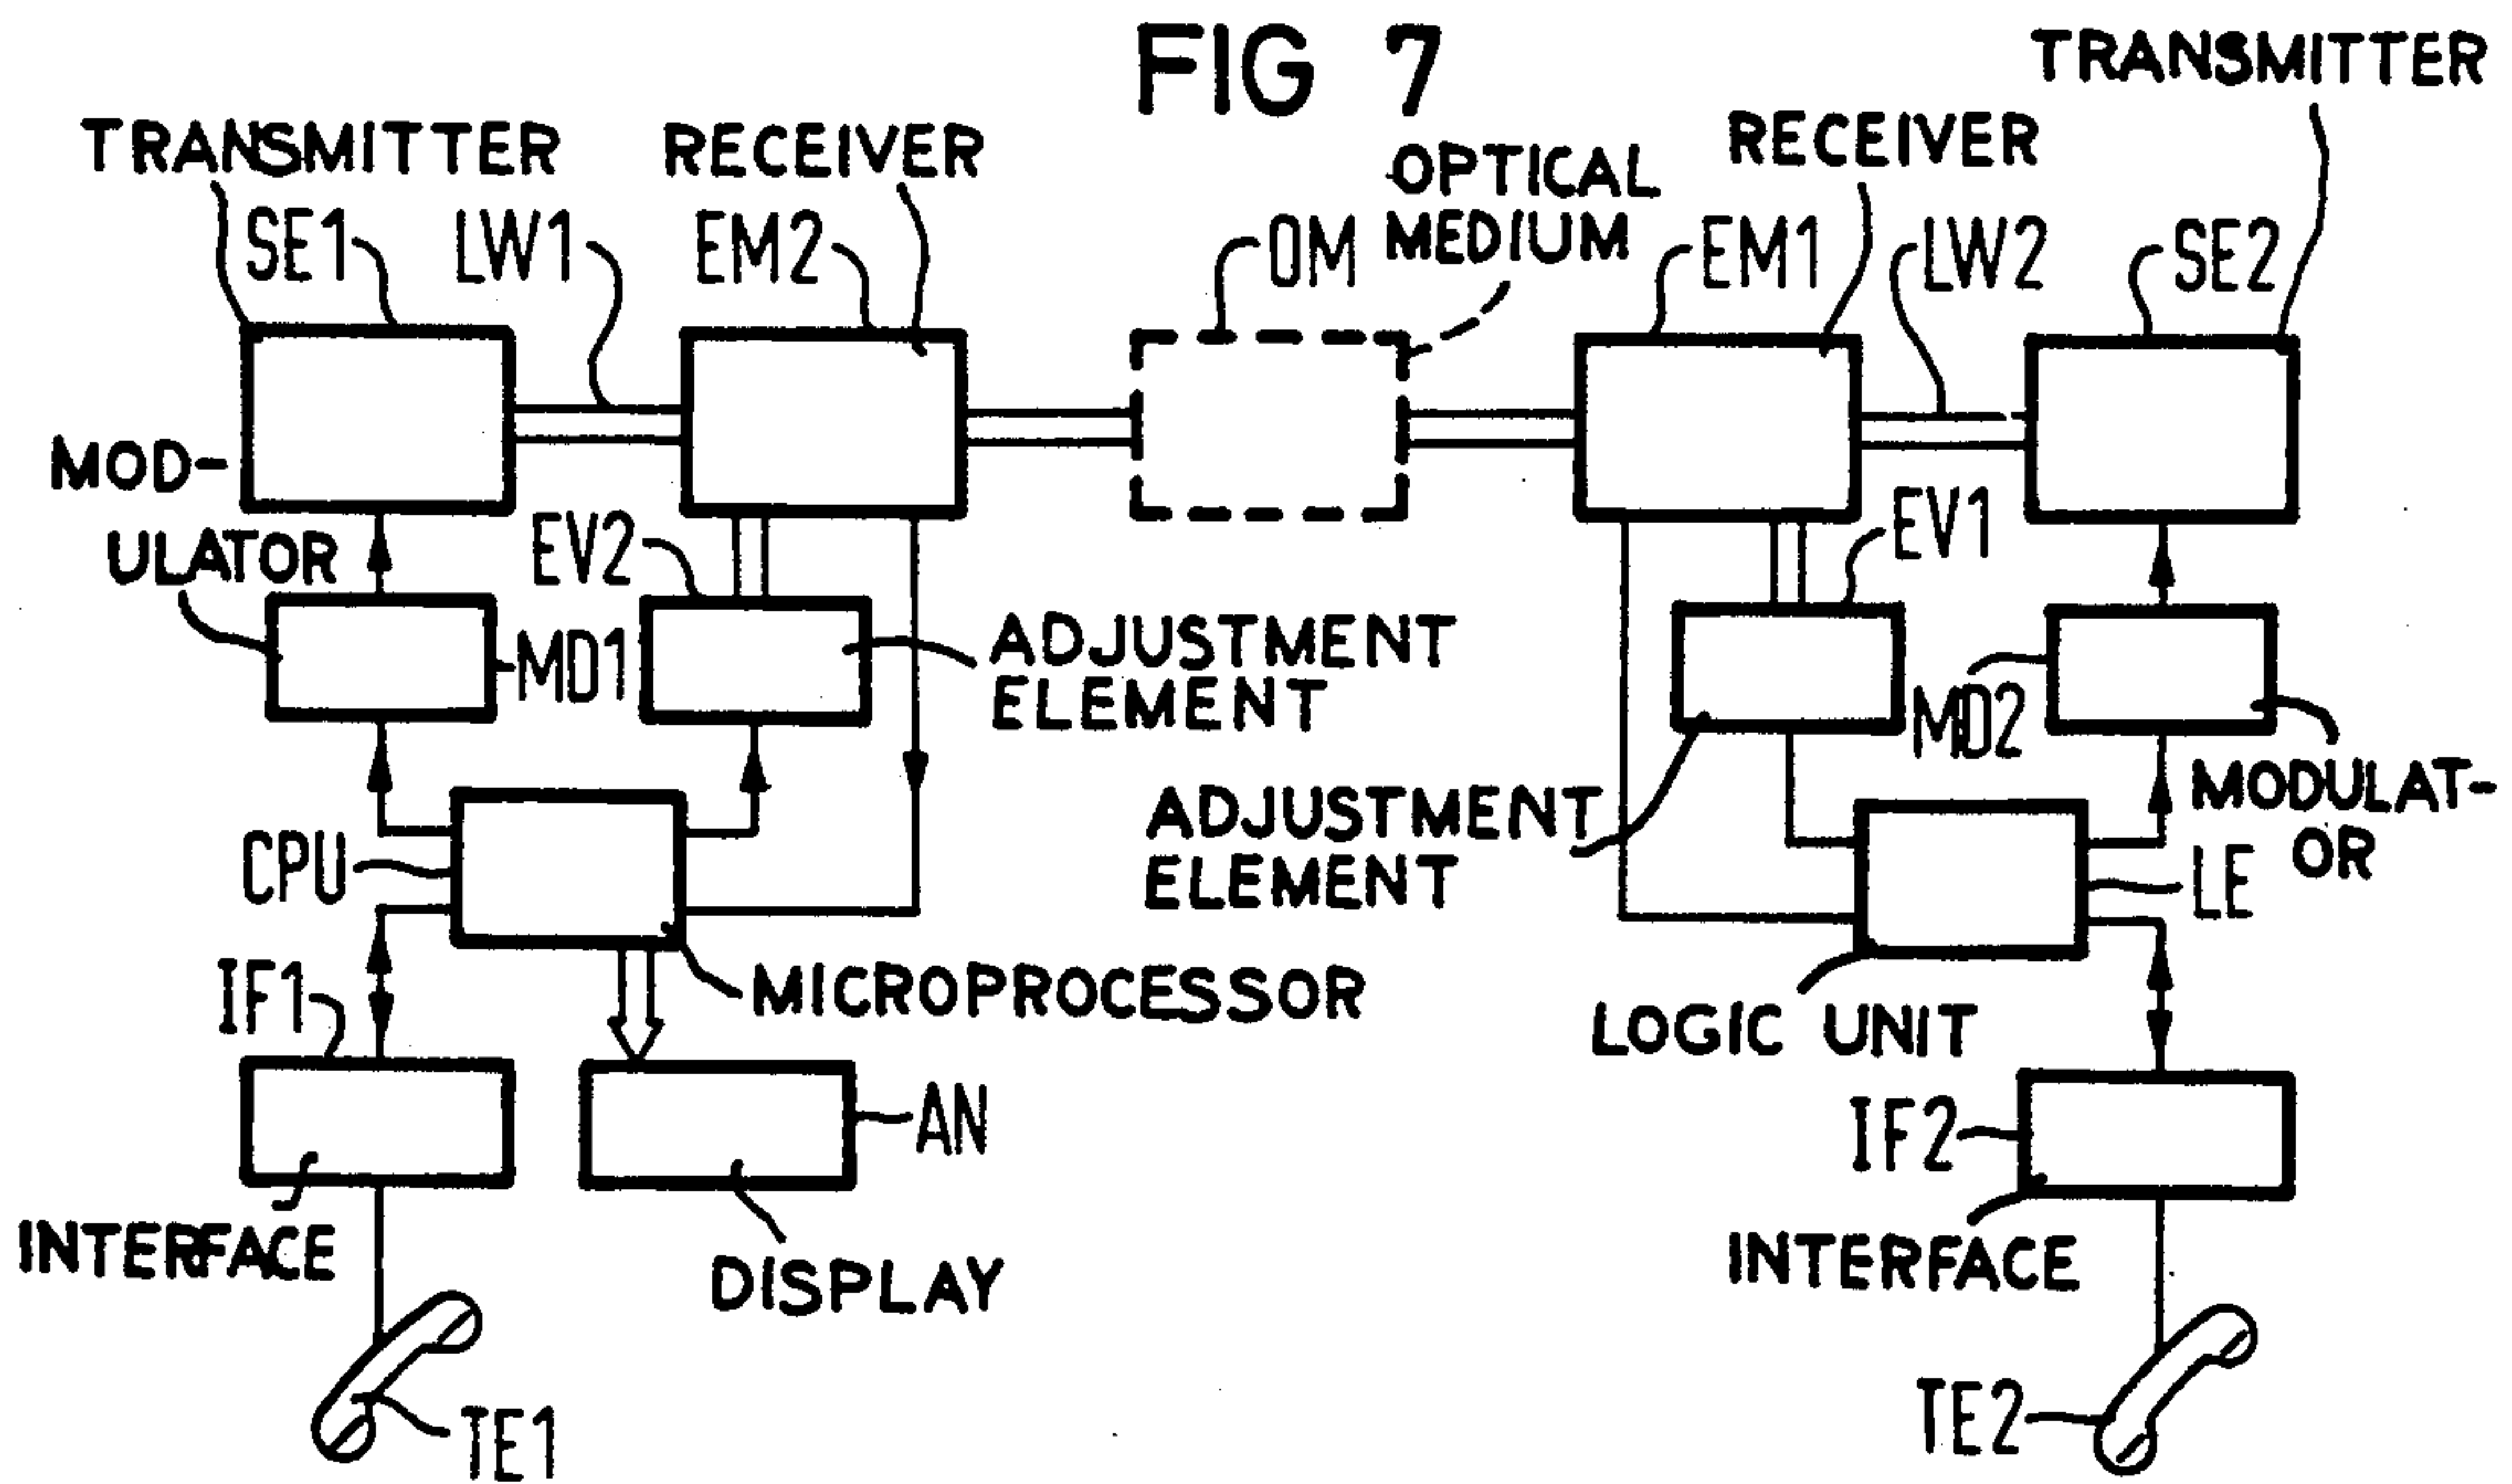 FIG 7
TRANSMITTER
TRANSMITTER
RECEIVER
RECEIVER
OPTICAL
MEDIUM
SE1
LW1
EM2
OM
EM1
LW2
SE2
MOD-
ULATOR
EV2
EV1
MD1
ADJUSTMENT
ELEMENT
MD2
MODULAT-
OR
ADJUSTMENT
ELEMENT
CPU
LE
MICROPROCESSOR
LOGIC UNIT
IF1
AN
IF2
INTERFACE
DISPLAY
INTERFACE
TE1
TE2